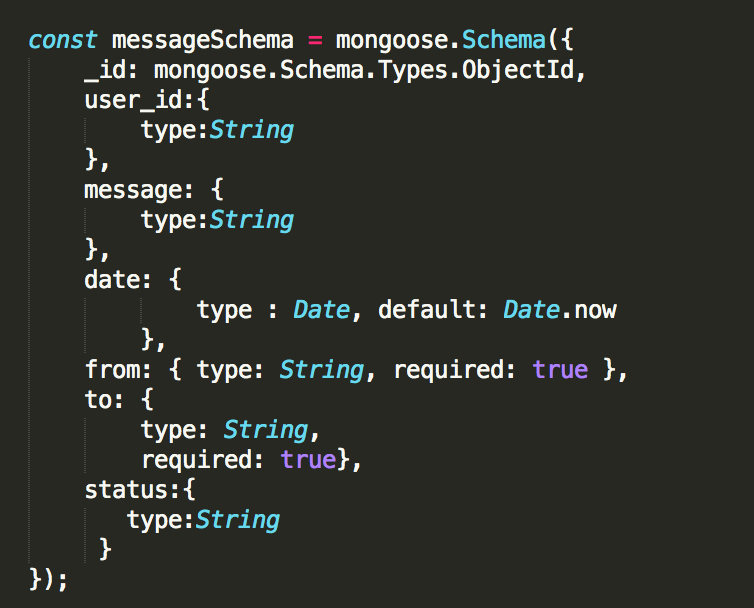 const messageSchema = mongoose.Schema({
    _id: mongoose.Schema.Types.ObjectId,
    user_id:{
        type:String
    },
    message: {
        type:String
    },
    date: {
            type : Date, default: Date.now
        },
    from: { type: String, required: true },
    to: {
        type: String,
        required: true},
    status:{
       type:String
     }
});